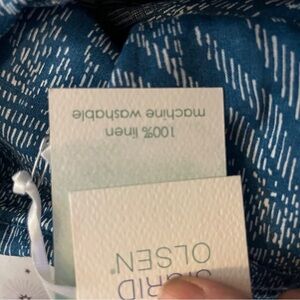 100% linen
machine washable
SIGRID
OLSEN®